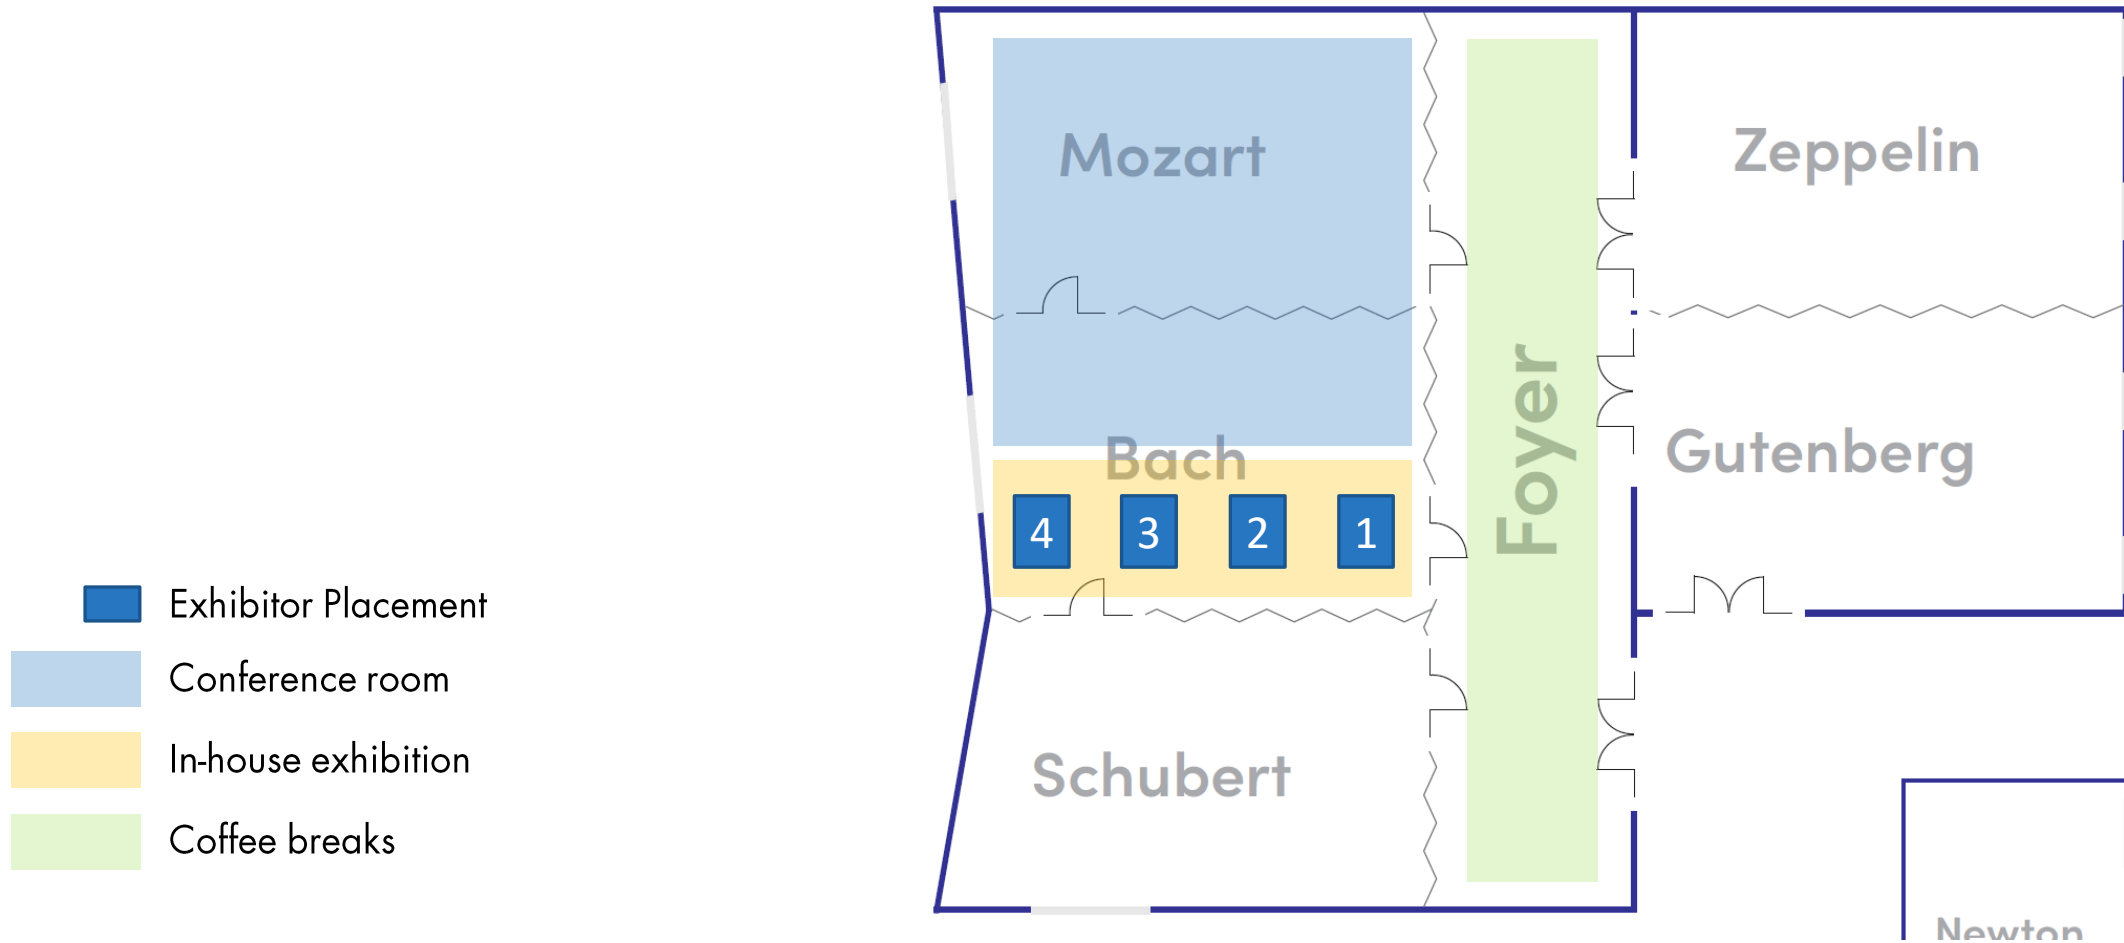 Mozart
Zeppelin
Foyer
Bach
Gutenberg
4 3 2 1
Exhibitor Placement
Conference room
In-house exhibition
Coffee breaks
Schubert
Newton